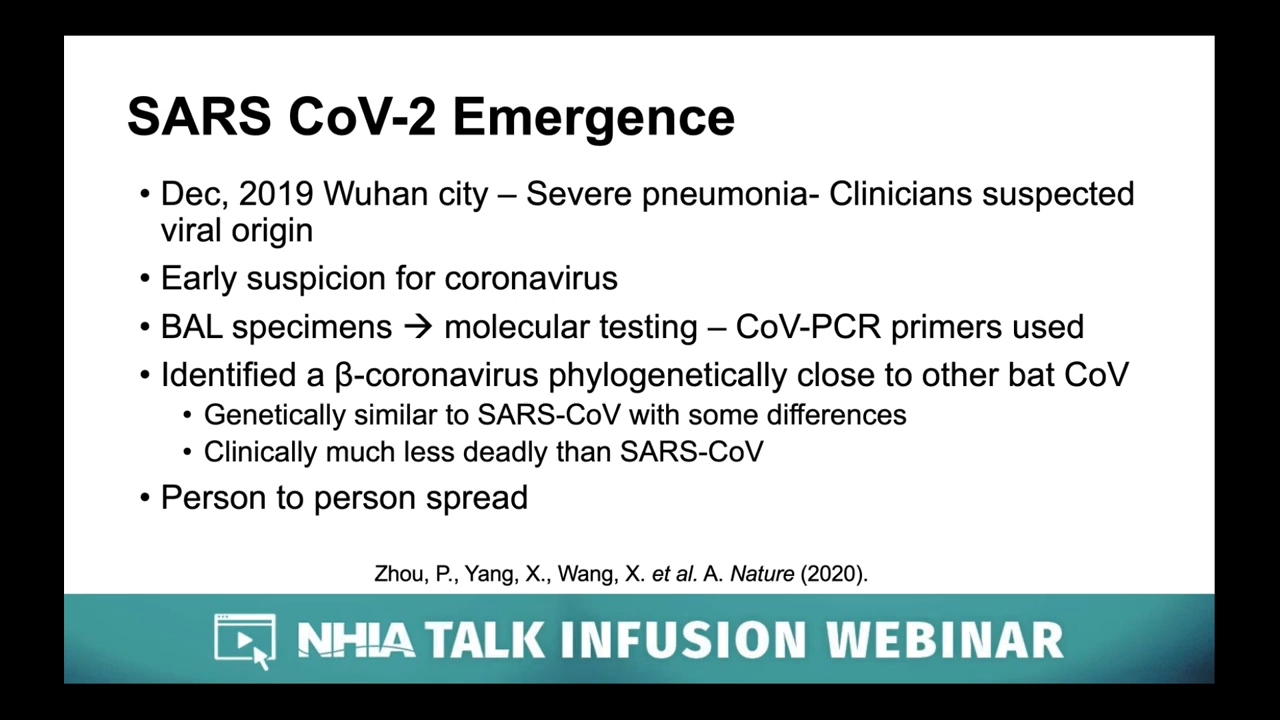 SARS CoV-2 Emergence
• Dec, 2019 Wuhan city – Severe pneumonia- Clinicians suspected
viral origin
• Early suspicion for coronavirus
• BAL specimens → molecular testing – CoV-PCR primers used
• Identified a β-coronavirus phylogenetically close to other bat CoV
• Genetically similar to SARS-CoV with some differences
• Clinically much less deadly than SARS-CoV
• Person to person spread
Zhou, P., Yang, X., Wang, X. et al. A. Nature (2020).
NHIA TALK INFUSION WEBINAR